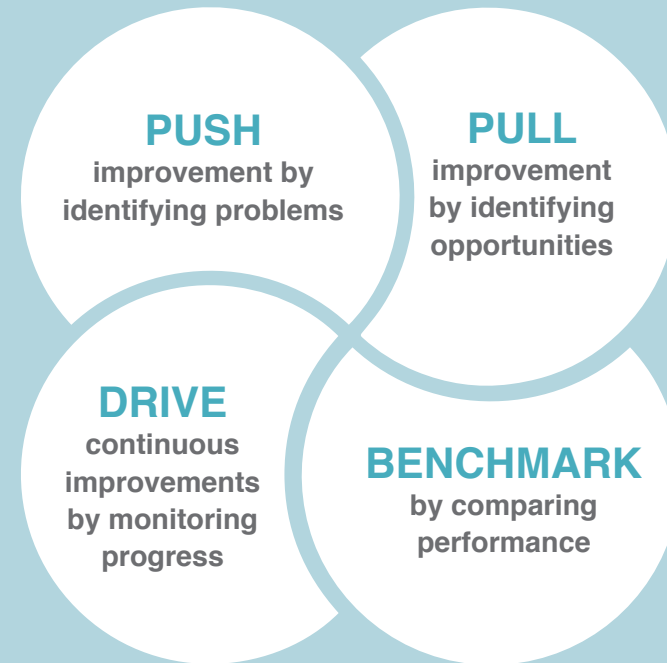 PUSH
improvement by
identifying problems
PULL
improvement
by identifying
opportunities
DRIVE
continuous
improvements
by monitoring
progress
BENCHMARK
by comparing
performance